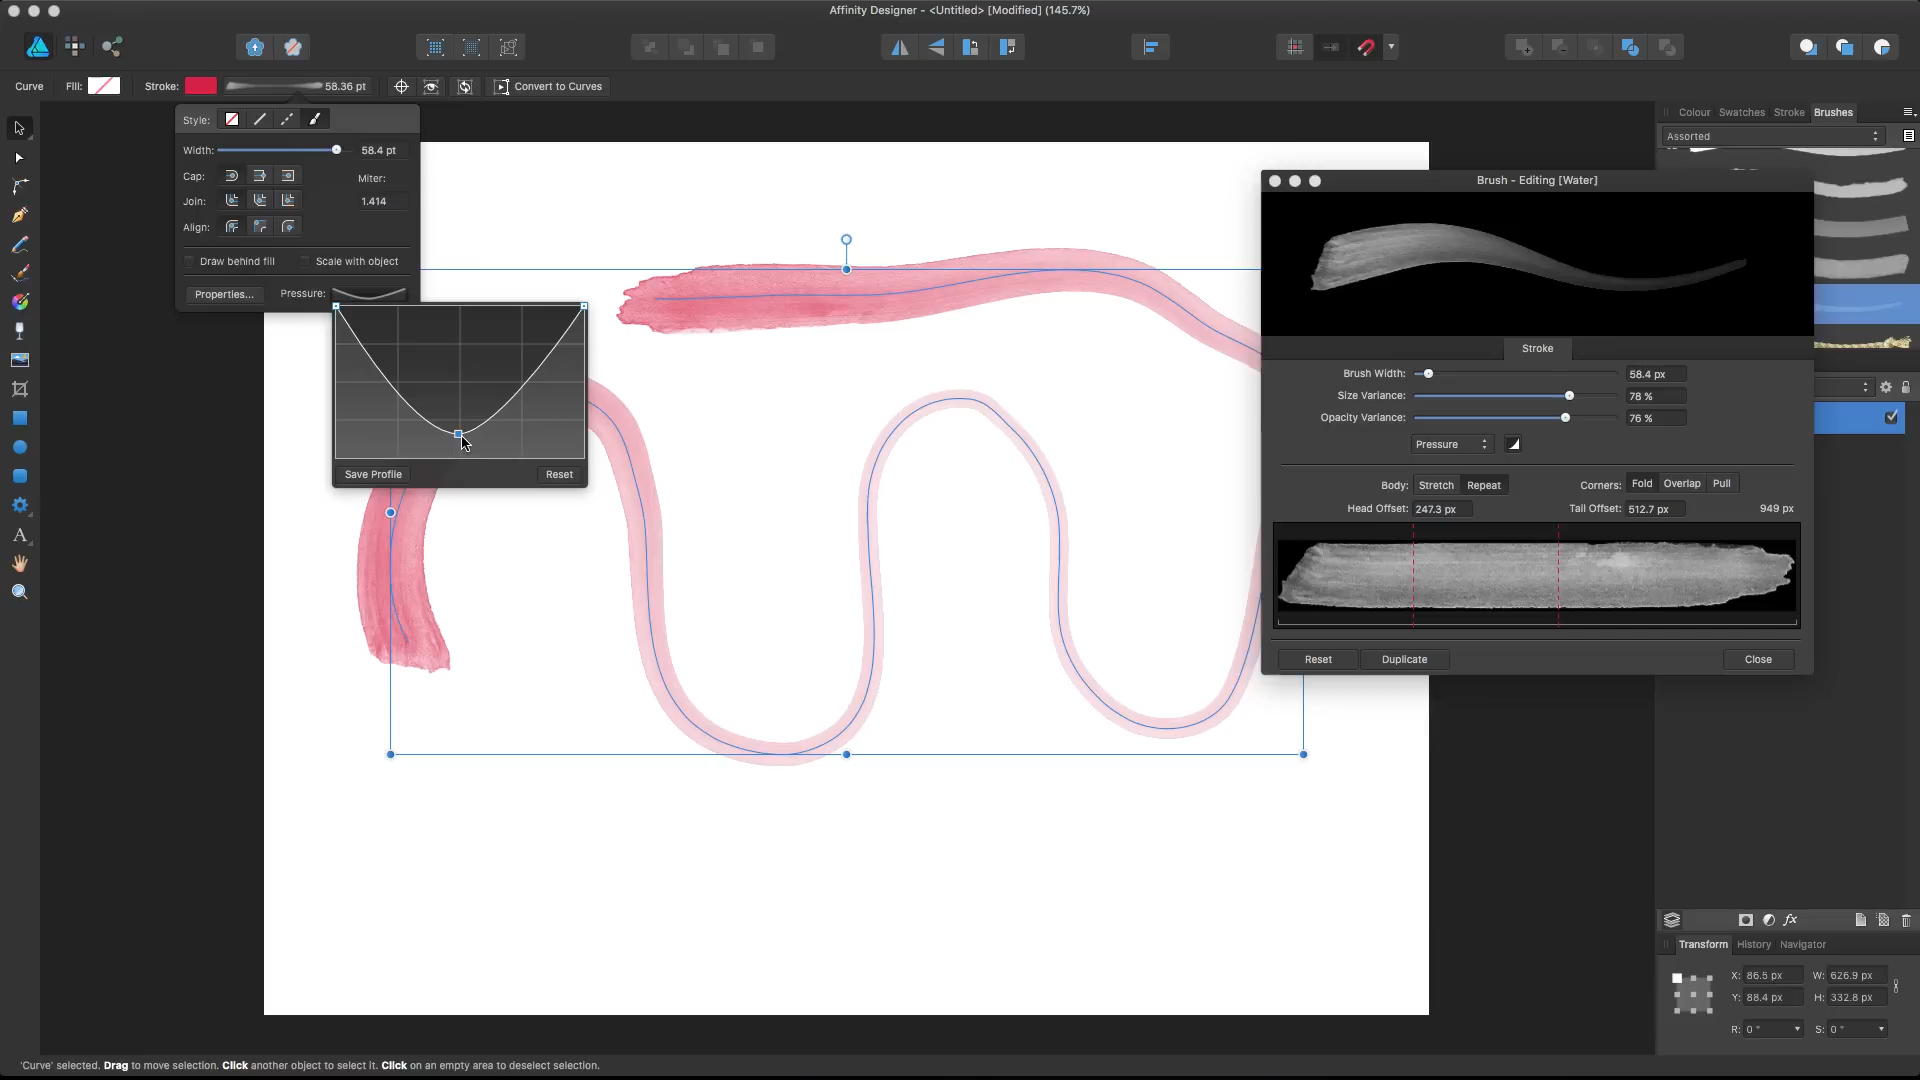 Affinity Designer - <Untitled> [Modified] (145.7%)
Curve Fill: Stroke: 58.36 pt Convert to Curves
Style:
Width: 58.4 pt
Cap: Miter:
Join: 1.414
Align:
Draw behind fill Scale with object
Properties... Pressure:
Save Profile Reset
Colour Swatches Stroke Brushes
Assorted
Brush - Editing [Water]
Stroke
Brush Width: 58.4 px
Size Variance: 78 %
Opacity Variance: 76 %
Pressure
Body: Stretch Repeat Corners: Fold Overlap Pull
Head Offset: 247.3 px Tail Offset: 512.7 px 949 px
Reset Duplicate Close
A
fx
Transform History Navigator
X: 86.5 px W: 626.9 px
Y: 88.4 px H: 332.8 px
R: 0 ° S: 0 °
'Curve' selected. Drag to move selection. Click another object to select it. Click on an empty area to deselect selection.